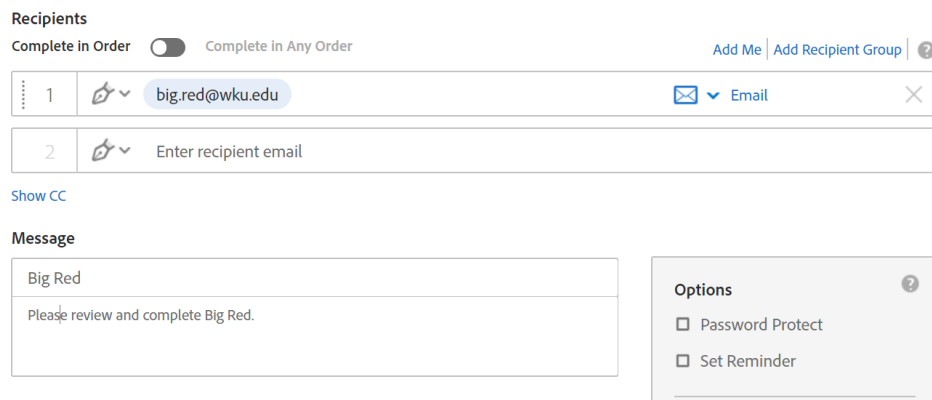 Recipients
Complete in Order Complete in Any Order
Add Me Add Recipient Group ?
1 big.red@wku.edu Email
2 Enter recipient email
Show CC
Message
Big Red
Please review and complete Big Red.
Options ?
Password Protect
Set Reminder